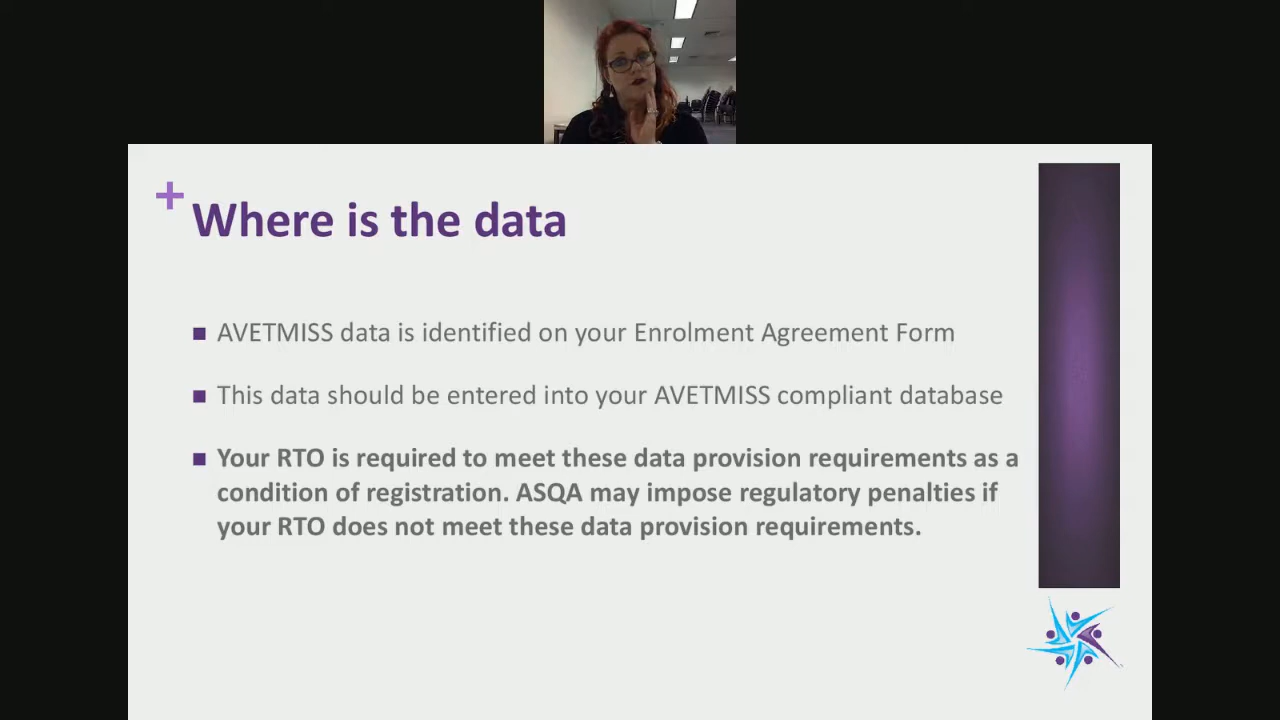 +
Where is the data
AVETMISS data is identified on your Enrolment Agreement Form
This data should be entered into your AVETMISS compliant database
Your RTO is required to meet these data provision requirements as a
condition of registration. ASQA may impose regulatory penalties if
your RTO does not meet these data provision requirements.